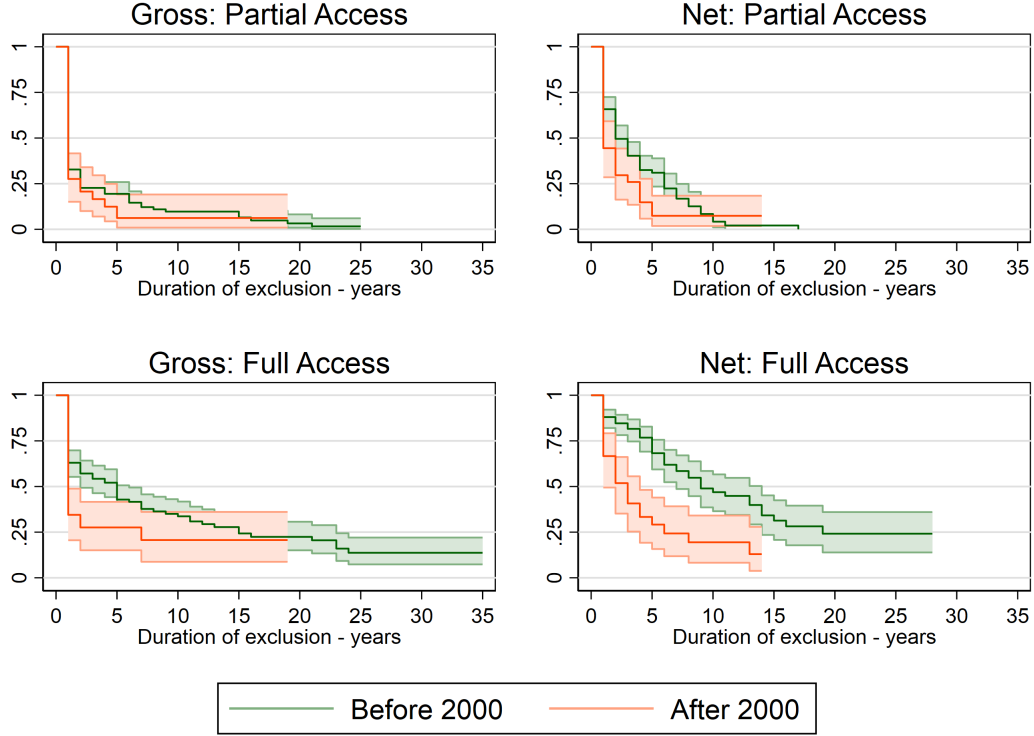 Gross: Partial Access
1
.75
.5
.25
0
0 5 10 15 20 25 30 35
Duration of exclusion - years
Net: Partial Access
1
.75
.5
.25
0
0 5 10 15 20 25 30 35
Duration of exclusion - years
Gross: Full Access
1
.75
.5
.25
0
0 5 10 15 20 25 30 35
Duration of exclusion - years
Net: Full Access
1
.75
.5
.25
0
0 5 10 15 20 25 30 35
Duration of exclusion - years
Before 2000 After 2000